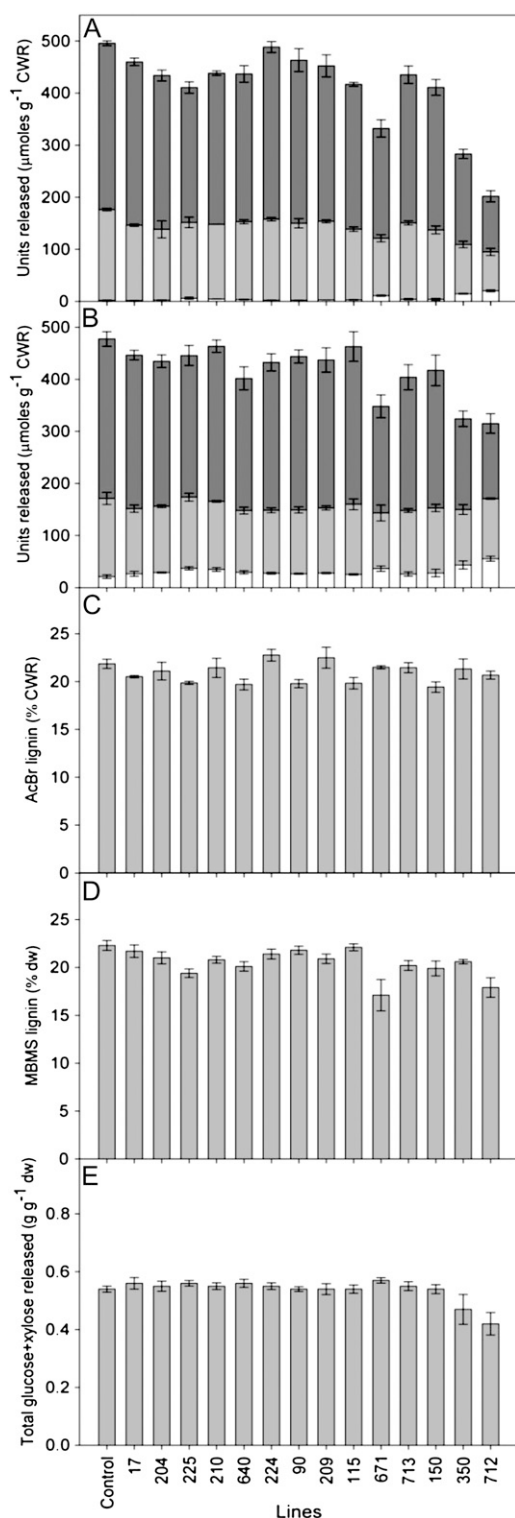 A
Units released (μmoles g⁻¹ CWR)
500
400
300
200
100
0
B
Units released (μmoles g⁻¹ CWR)
500
400
300
200
100
0
C
AcBr lignin (% CWR)
25
20
15
10
5
0
D
MBMS lignin (% dw)
25
20
15
10
5
0
E
Total glucose+xylose released (g g⁻¹ dw)
0.8
0.6
0.4
0.2
0.0
Control 17 204 225 210 640 224 90 209 115 671 713 150 350 712
Lines